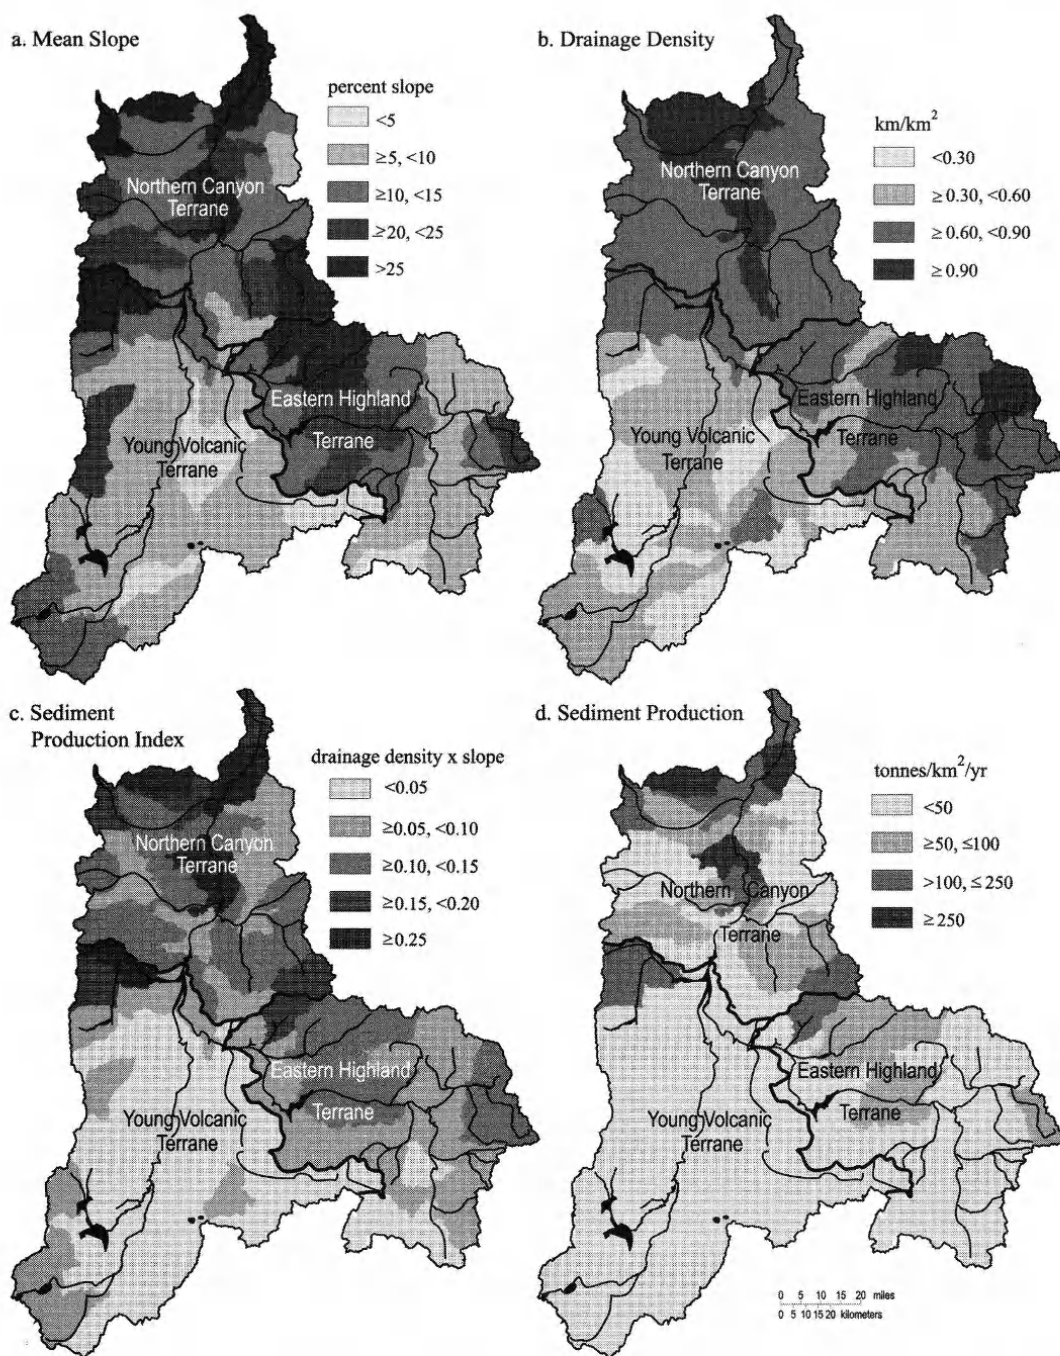 a. Mean Slope
percent slope
<5
≥5, <10
≥10, <15
≥20, <25
>25
Northern Canyon
Terrane
Eastern Highland
Terrane
Young Volcanic
Terrane
b. Drainage Density
km/km²
<0.30
≥ 0.30, <0.60
≥ 0.60, <0.90
≥ 0.90
Northern Canyon
Terrane
Eastern Highland
Terrane
Young Volcanic
Terrane
c. Sediment
Production Index
drainage density x slope
<0.05
≥0.05, <0.10
≥0.10, <0.15
≥0.15, <0.20
≥0.25
Northern Canyon
Terrane
Eastern Highland
Terrane
Young Volcanic
Terrane
d. Sediment Production
tonnes/km²/yr
<50
≥50, ≤100
>100, ≤250
≥250
Northern Canyon
Terrane
Eastern Highland
Terrane
Young Volcanic
Terrane
0 5 10 15 20 miles
0 5 10 15 20 kilometers